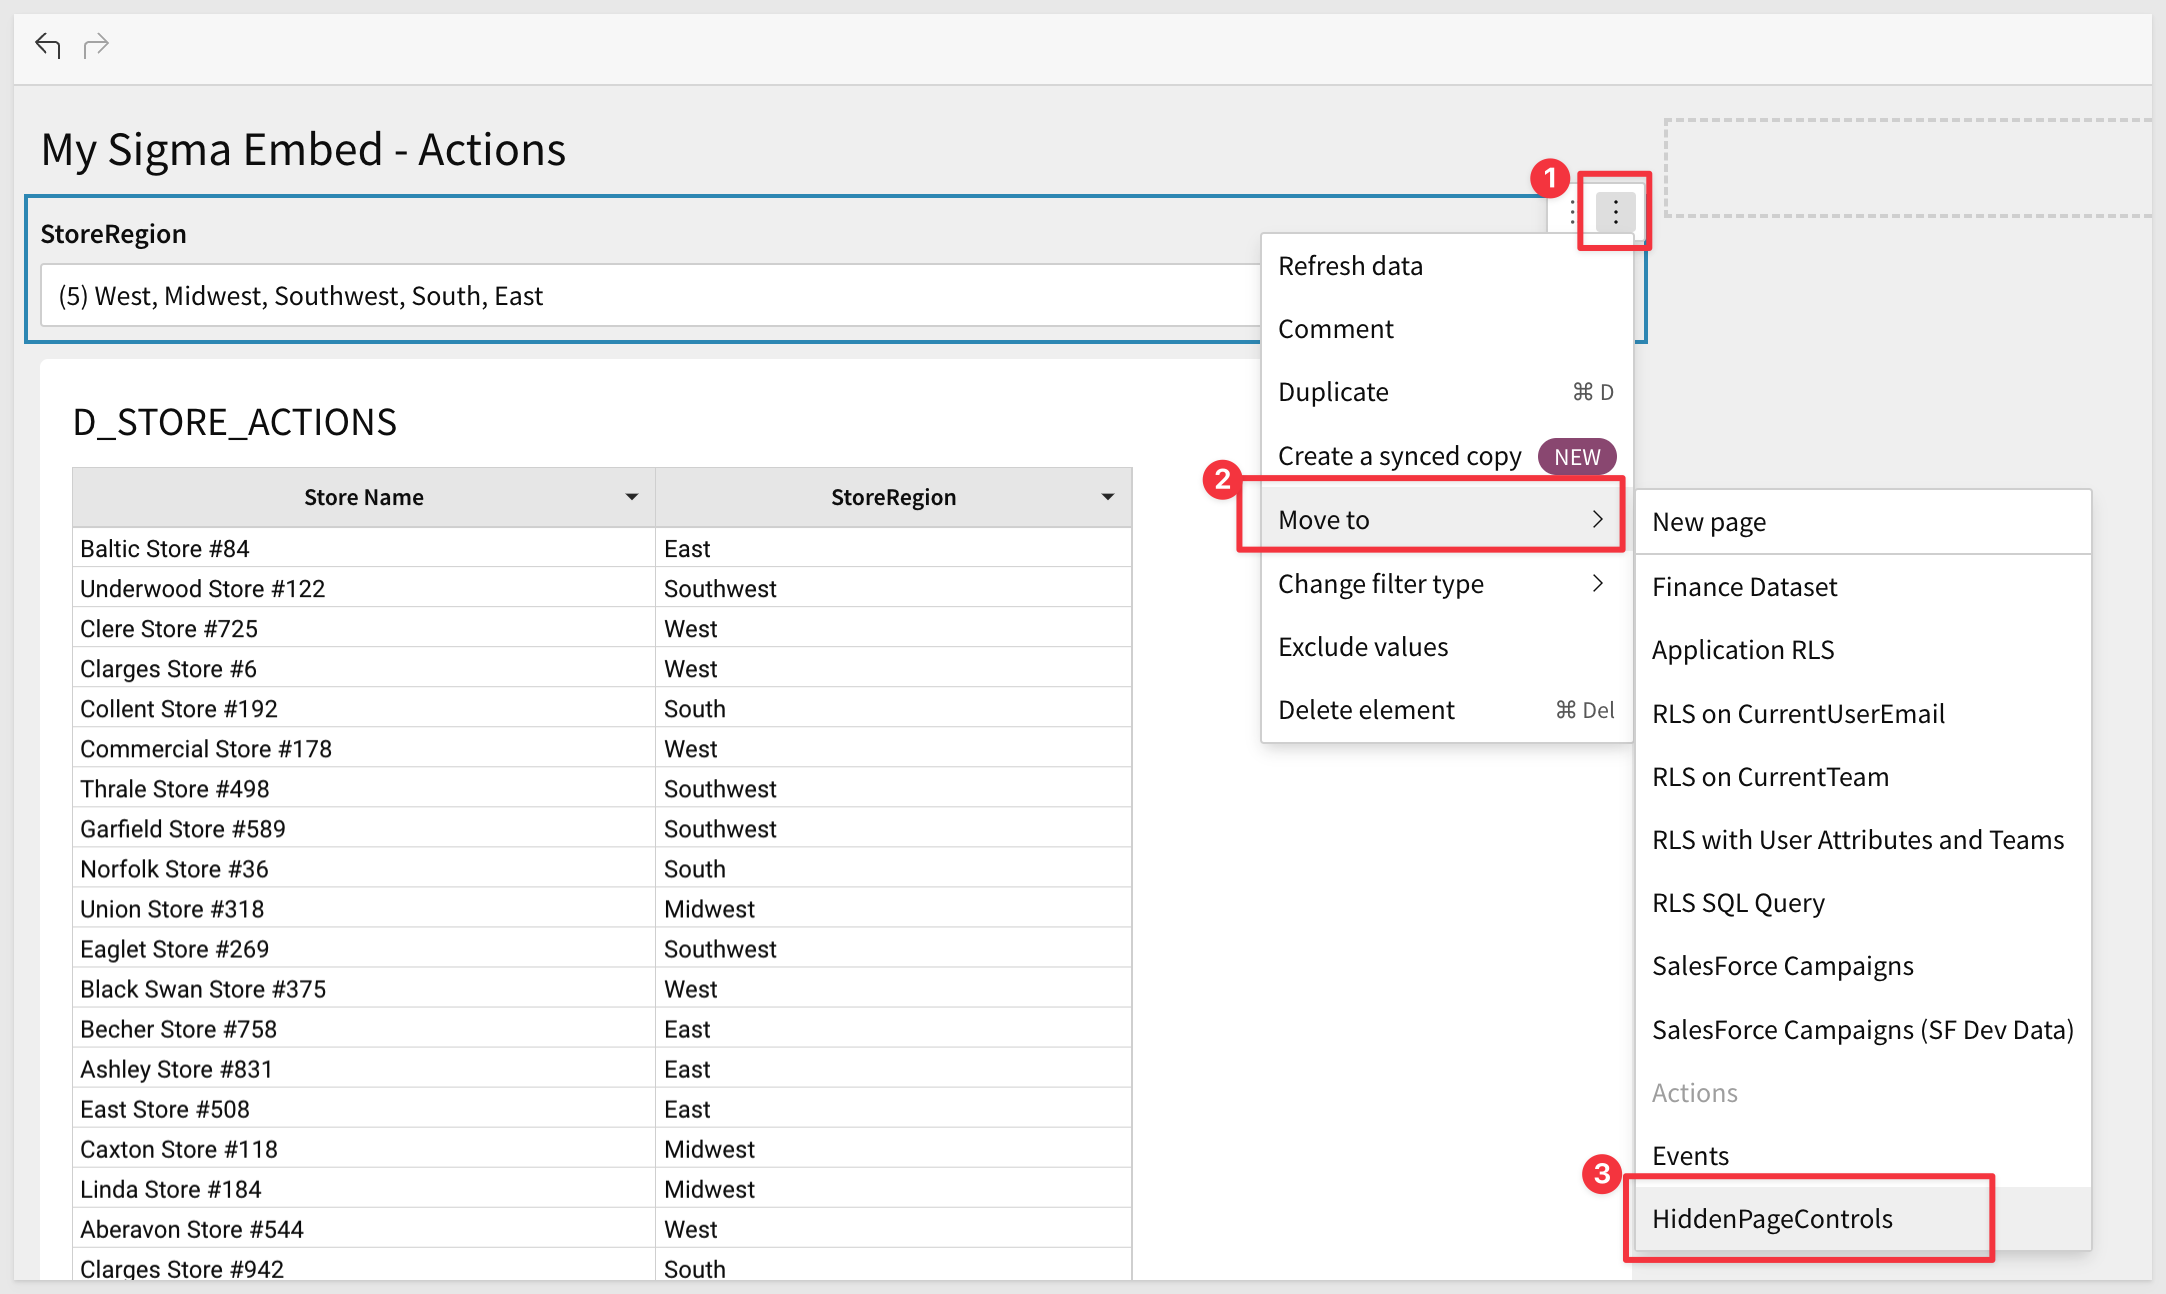 My Sigma Embed - Actions
1
StoreRegion
(5) West, Midwest, Southwest, South, East
Refresh data
Comment
Duplicate ⌘ D
Create a synced copy NEW
2
Move to
Change filter type
Exclude values
Delete element ⌘ Del
New page
Finance Dataset
Application RLS
RLS on CurrentUserEmail
RLS on CurrentTeam
RLS with User Attributes and Teams
RLS SQL Query
SalesForce Campaigns
SalesForce Campaigns (SF Dev Data)
Actions
Events
3
HiddenPageControls
D_STORE_ACTIONS
Store Name StoreRegion
Baltic Store #84 East
Underwood Store #122 Southwest
Clere Store #725 West
Clarges Store #6 West
Collent Store #192 South
Commercial Store #178 West
Thrale Store #498 Southwest
Garfield Store #589 Southwest
Norfolk Store #36 South
Union Store #318 Midwest
Eaglet Store #269 Southwest
Black Swan Store #375 West
Becher Store #758 East
Ashley Store #831 East
East Store #508 East
Caxton Store #118 Midwest
Linda Store #184 Midwest
Aberavon Store #544 West
Clarges Store #942 South